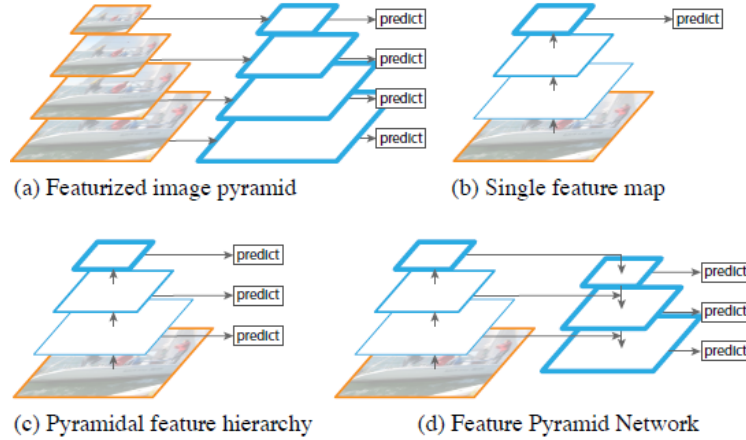 predict
predict
predict
predict
predict
(a) Featurized image pyramid
(b) Single feature map
predict
predict
predict
predict
predict
predict
(c) Pyramidal feature hierarchy
(d) Feature Pyramid Network